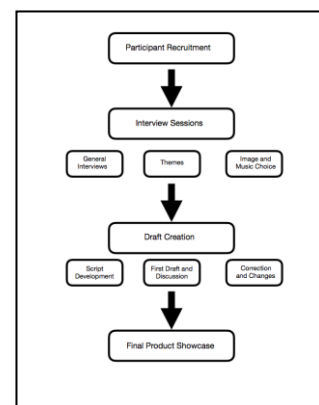 Participant Recruitment
Interview Sessions
General
Interviews
Themes
Image and
Music Choice
Draft Creation
Script
Development
First Draft and
Discussion
Correction
and Changes
Final Product Showcase